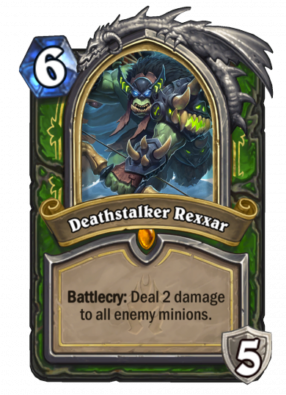 6
Deathstalker Rexxar
Battlecry: Deal 2 damage
to all enemy minions.
5